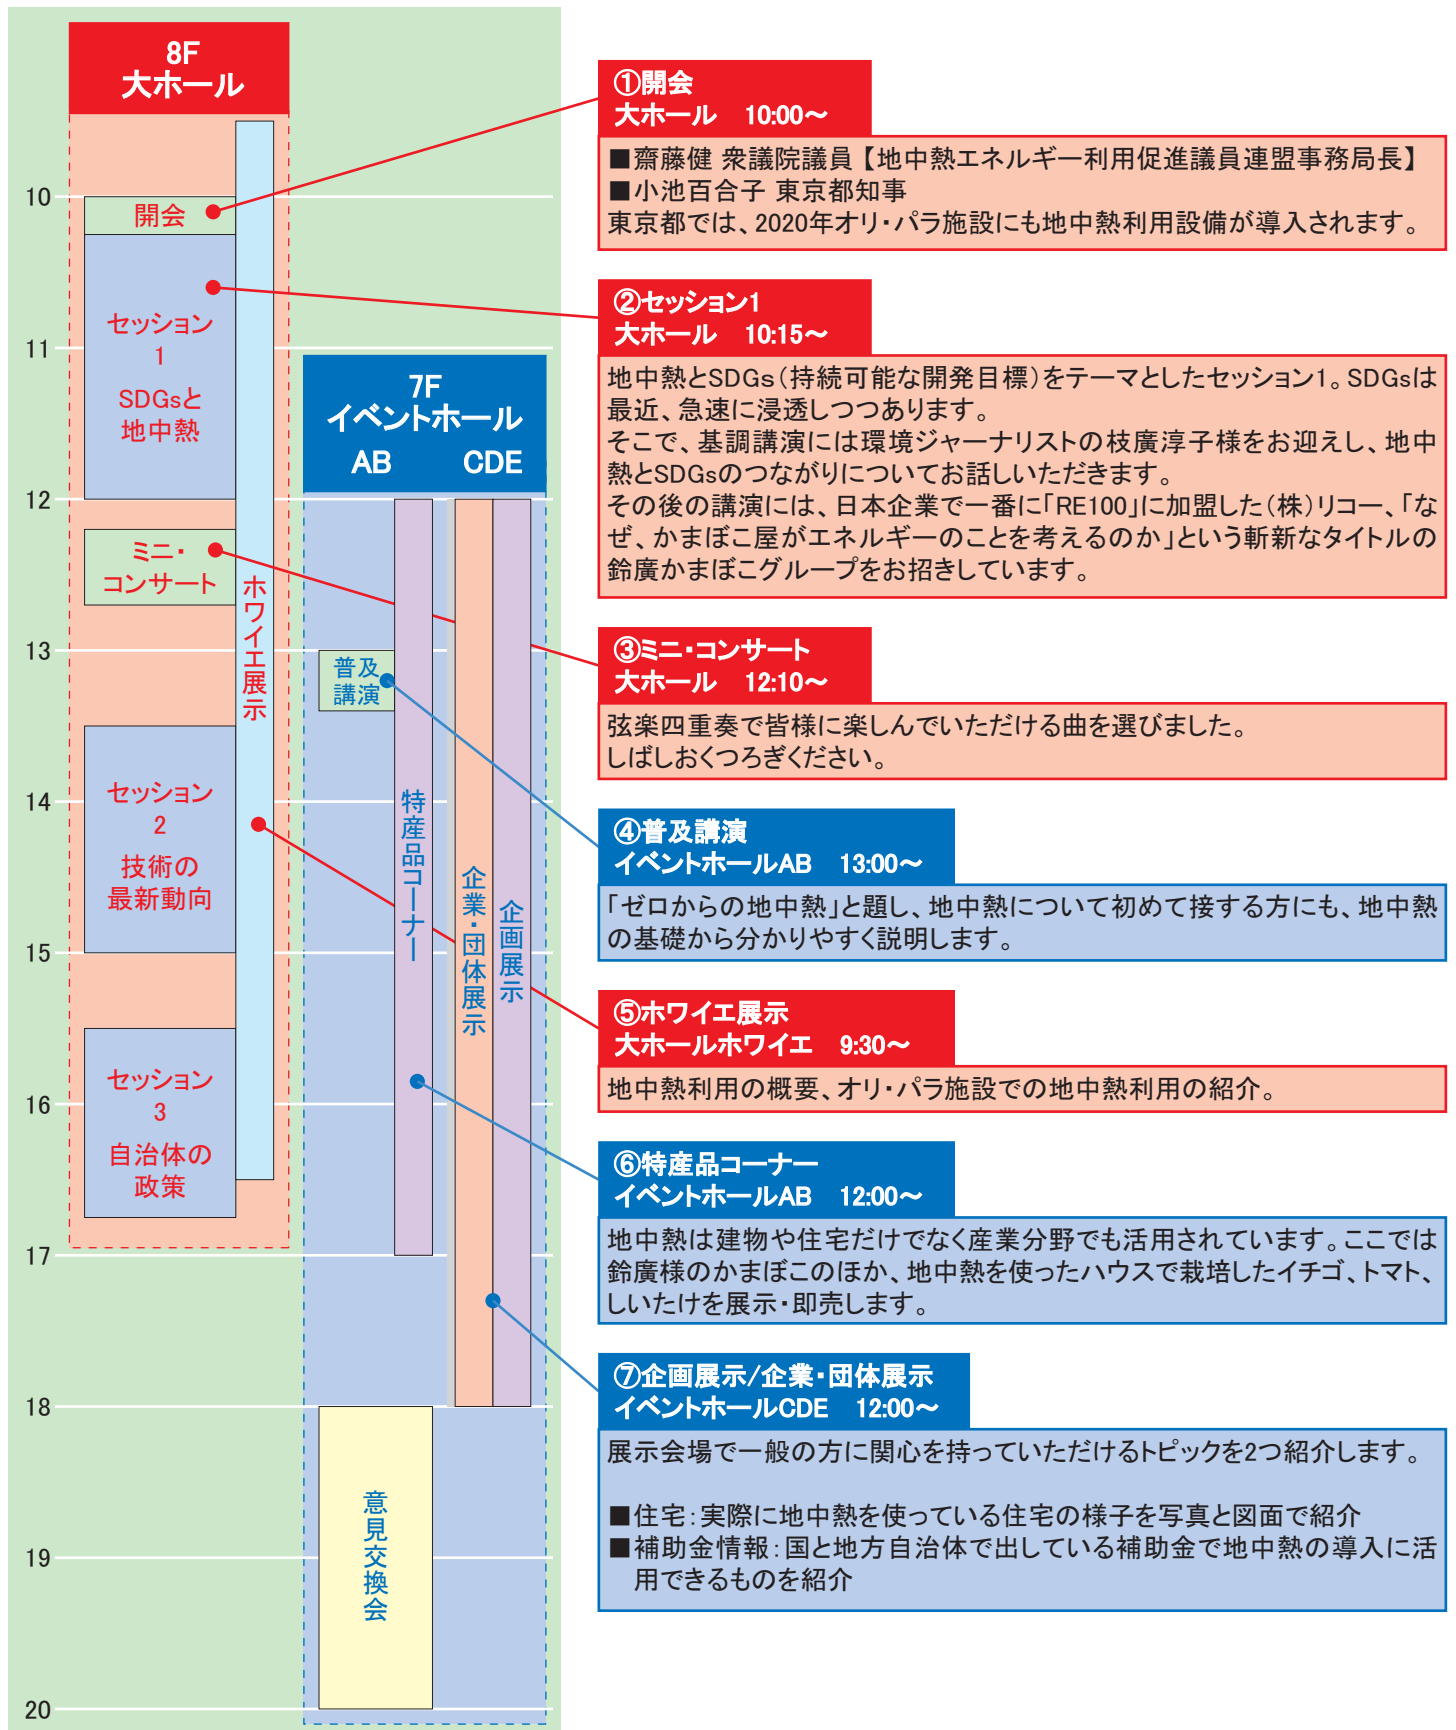 8F
大ホール
10
11
12
13
14
15
16
17
18
19
20
開会
セッション
1
SDGsと
地中熱
ミニ・
コンサート
セッション
2
技術の
最新動向
セッション
3
自治体の
政策
ホワイエ展示
7F
イベントホール
AB CDE
普及
講演
特産品コーナー
企業・団体展示
企画展示
意見交換会
①開会
大ホール 10:00～
■齋藤健 衆議院議員【地中熱エネルギー利用促進議員連盟事務局長】
■小池百合子 東京都知事
東京都では、2020年オリ・パラ施設にも地中熱利用設備が導入されます。
②セッション1
大ホール 10:15～
地中熱とSDGs（持続可能な開発目標）をテーマとしたセッション1。SDGsは
最近、急速に浸透しつつあります。
そこで、基調講演には環境ジャーナリストの枝廣淳子様をお迎えし、地中
熱とSDGsのつながりについてお話しいただきます。
その後の講演には、日本企業で一番に「RE100」に加盟した（株）リコー、「な
ぜ、かまぼこ屋がエネルギーのことを考えるのか」という斬新なタイトルの
鈴廣かまぼこグループをお招きしています。
③ミニ・コンサート
大ホール 12:10～
弦楽四重奏で皆様に楽しんでいただける曲を選びました。
しばしおくつろぎください。
④普及講演
イベントホールAB 13:00～
「ゼロからの地中熱」と題し、地中熱について初めて接する方にも、地中熱
の基礎から分かりやすく説明します。
⑤ホワイエ展示
大ホールホワイエ 9:30～
地中熱利用の概要、オリ・パラ施設での地中熱利用の紹介。
⑥特産品コーナー
イベントホールAB 12:00～
地中熱は建物や住宅だけでなく産業分野でも活用されています。ここでは
鈴廣様のかまぼこのほか、地中熱を使ったハウスで栽培したイチゴ、トマト、
しいたけを展示・即売します。
⑦企画展示/企業・団体展示
イベントホールCDE 12:00～
展示会場で一般の方に関心を持っていただけるトピックを2つ紹介します。
■住宅：実際に地中熱を使っている住宅の様子を写真と図面で紹介
■補助金情報：国と地方自治体で出している補助金で地中熱の導入に活
用できるものを紹介